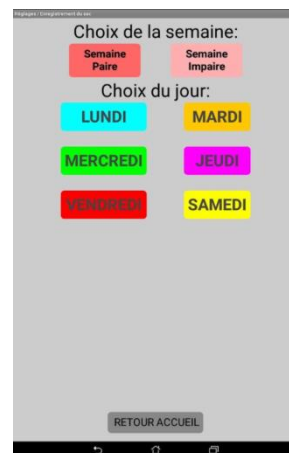 Réglages / Enregistrement du sac
Choix de la semaine:
Semaine Paire
Semaine Impaire
Choix du jour:
LUNDI
MARDI
MERCREDI
JEUDI
VENDREDI
SAMEDI
RETOUR ACCUEIL